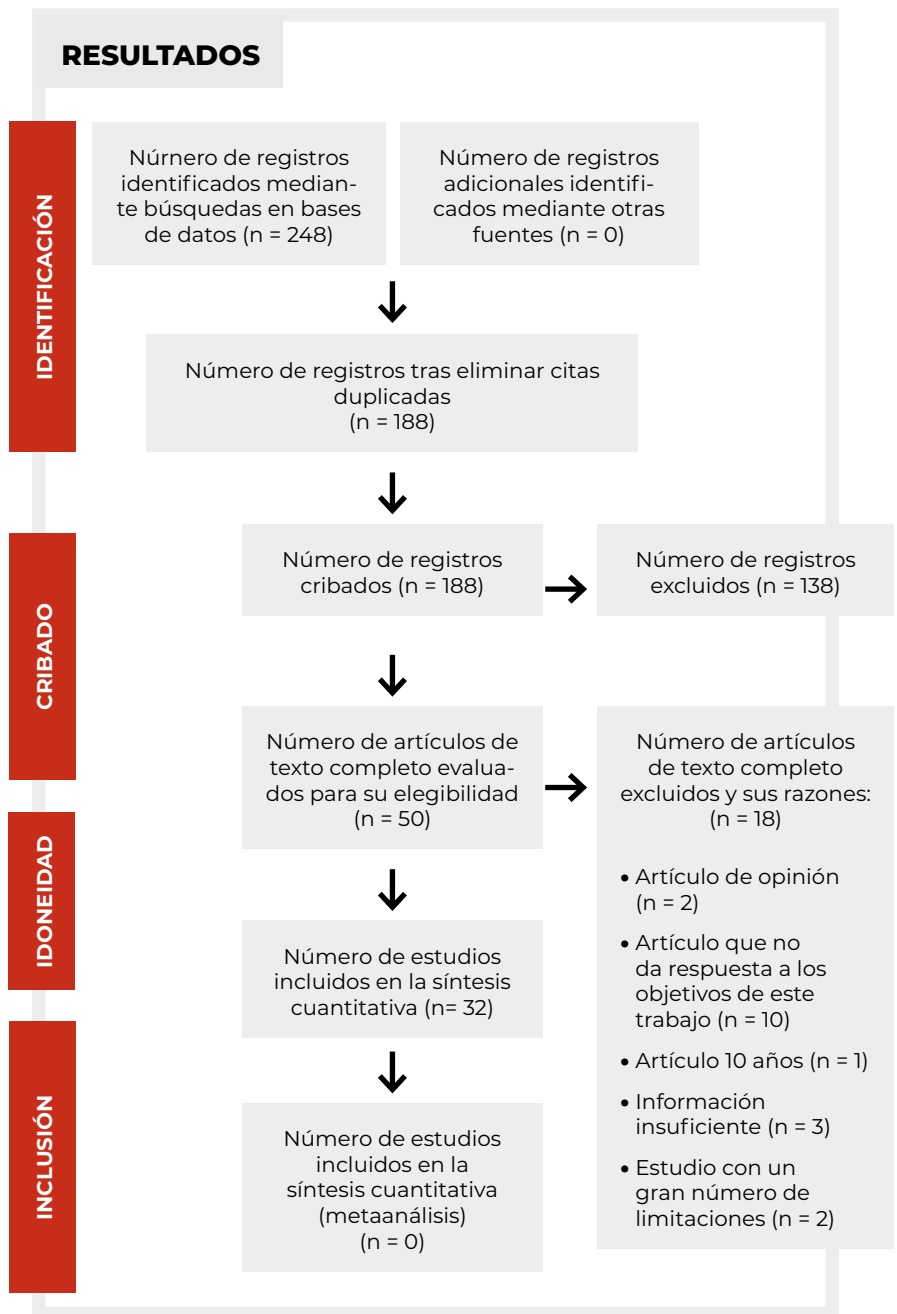 RESULTADOS
IDENTIFICACIÓN
Núrnero de registros
identificados median-
te búsquedas en bases
de datos (n = 248)
Número de registros
adicionales identifi-
cados mediante otras
fuentes (n = 0)
Número de registros tras eliminar citas
duplicadas
(n = 188)
CRIBADO
Número de registros
cribados (n = 188)
Número de registros
excluidos (n = 138)
Número de artículos de
texto completo evalua-
dos para su elegibilidad
(n = 50)
Número de artículos
de texto completo
excluidos y sus razones:
(n = 18)
• Artículo de opinión
(n = 2)
• Artículo que no
da respuesta a los
objetivos de este
trabajo (n = 10)
• Artículo 10 años (n = 1)
• Información
insuficiente (n = 3)
• Estudio con un
gran número de
limitaciones (n = 2)
IDONEIDAD
Número de estudios
incluidos en la síntesis
cuantitativa (n= 32)
INCLUSIÓN
Número de estudios
incluidos en la
síntesis cuantitativa
(metaanálisis)
(n = 0)